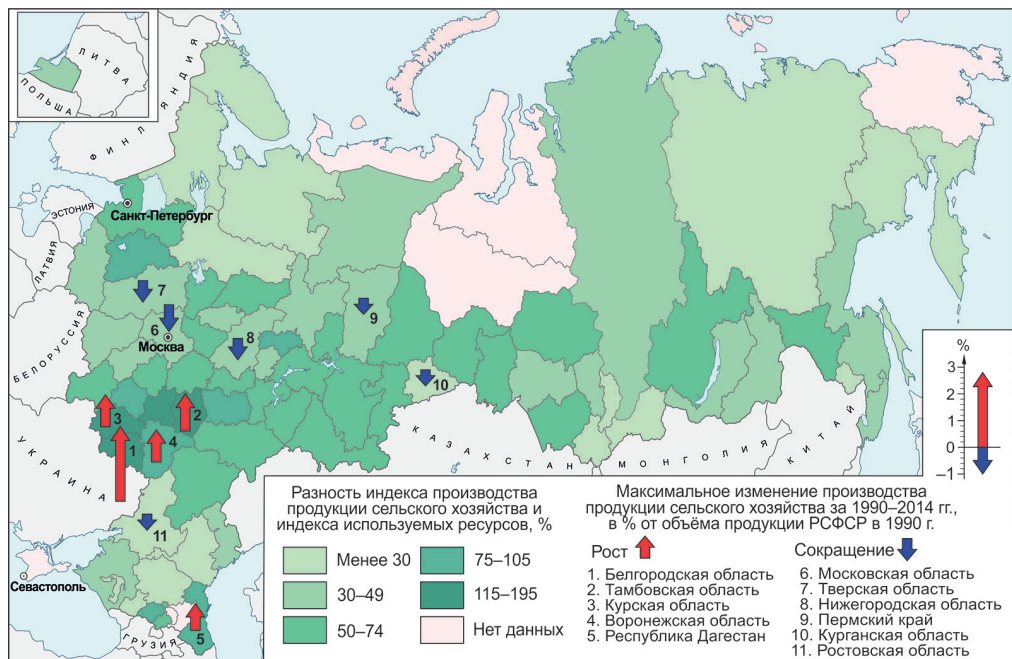 ЛИТВА
ПОЛЬША
ФИНЛЯНДИЯ
Санкт-Петербург
ЭСТОНИЯ
ЛАТВИЯ
7
6
Москва
8
9
10
БЕЛОРУССИЯ
3
2
1
4
УКРАИНА
КАЗАХСТАН
МОНГОЛИЯ
КИТАЙ
11
Севастополь
ГРУЗИЯ
5
%
3
2
1
0
–1
Разность индекса производства
продукции сельского хозяйства и
индекса используемых ресурсов, %
Менее 30
30–49
50–74
75–105
115–195
Нет данных
Максимальное изменение производства
продукции сельского хозяйства за 1990–2014 гг.,
в % от объёма продукции РСФСР в 1990 г.
Рост
1. Белгородская область
2. Тамбовская область
3. Курская область
4. Воронежская область
5. Республика Дагестан
Сокращение
6. Московская область
7. Тверская область
8. Нижегородская область
9. Пермский край
10. Курганская область
11. Ростовская область